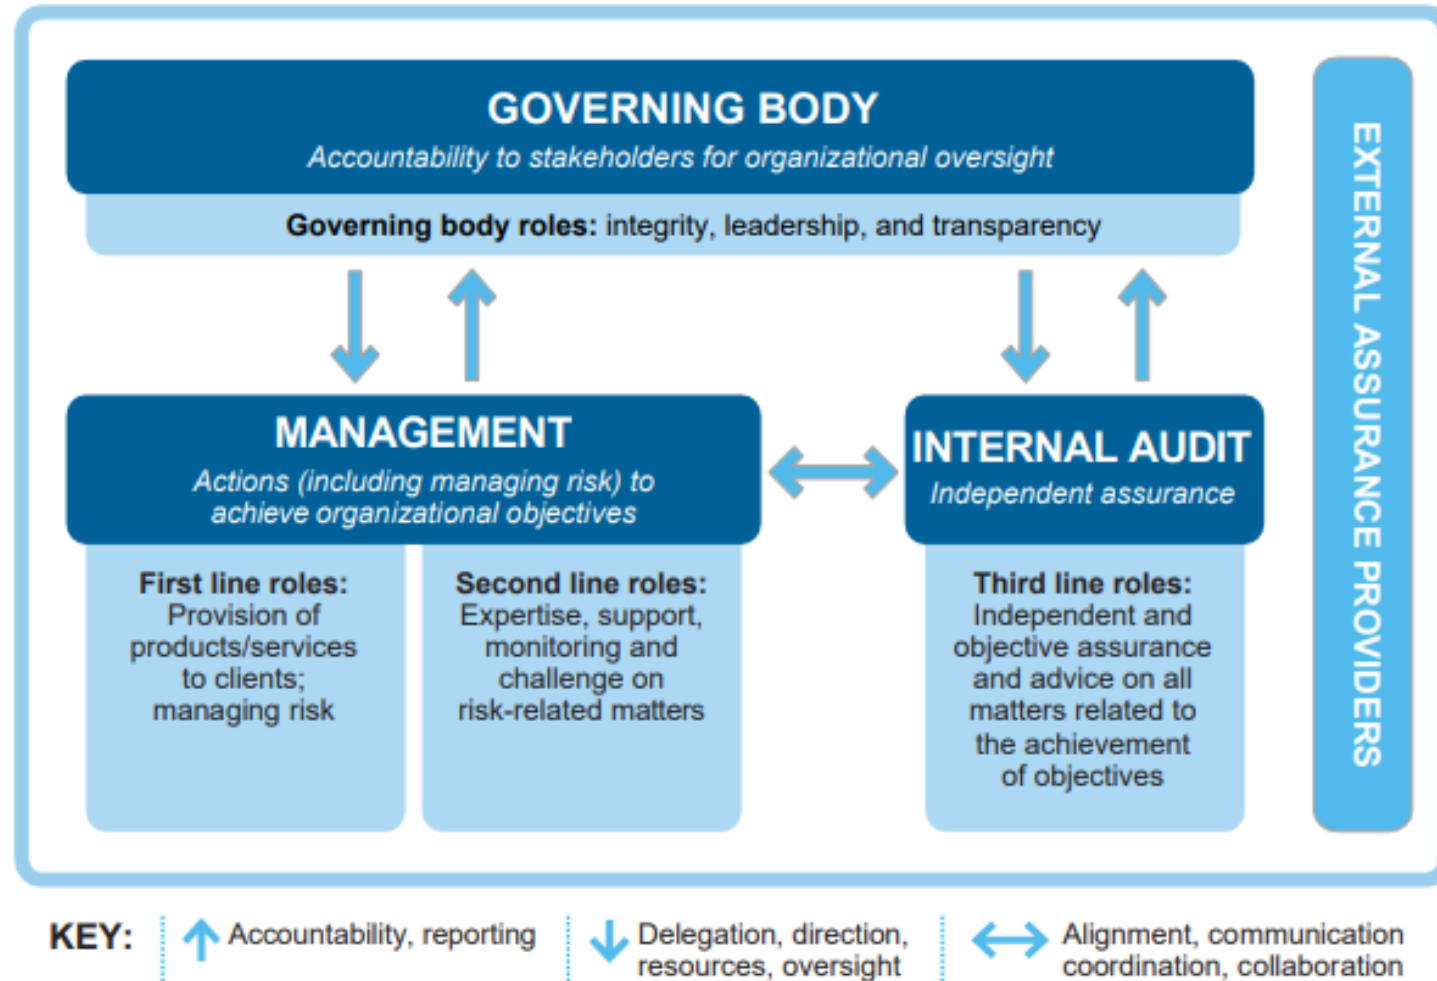 GOVERNING BODY
Accountability to stakeholders for organizational oversight
Governing body roles: integrity, leadership, and transparency
MANAGEMENT
Actions (including managing risk) to
achieve organizational objectives
First line roles:
Provision of
products/services
to clients;
managing risk
Second line roles:
Expertise, support,
monitoring and
challenge on
risk-related matters
INTERNAL AUDIT
Independent assurance
Third line roles:
Independent and
objective assurance
and advice on all
matters related to
the achievement
of objectives
EXTERNAL ASSURANCE PROVIDERS
KEY:
Accountability, reporting
Delegation, direction,
resources, oversight
Alignment, communication
coordination, collaboration